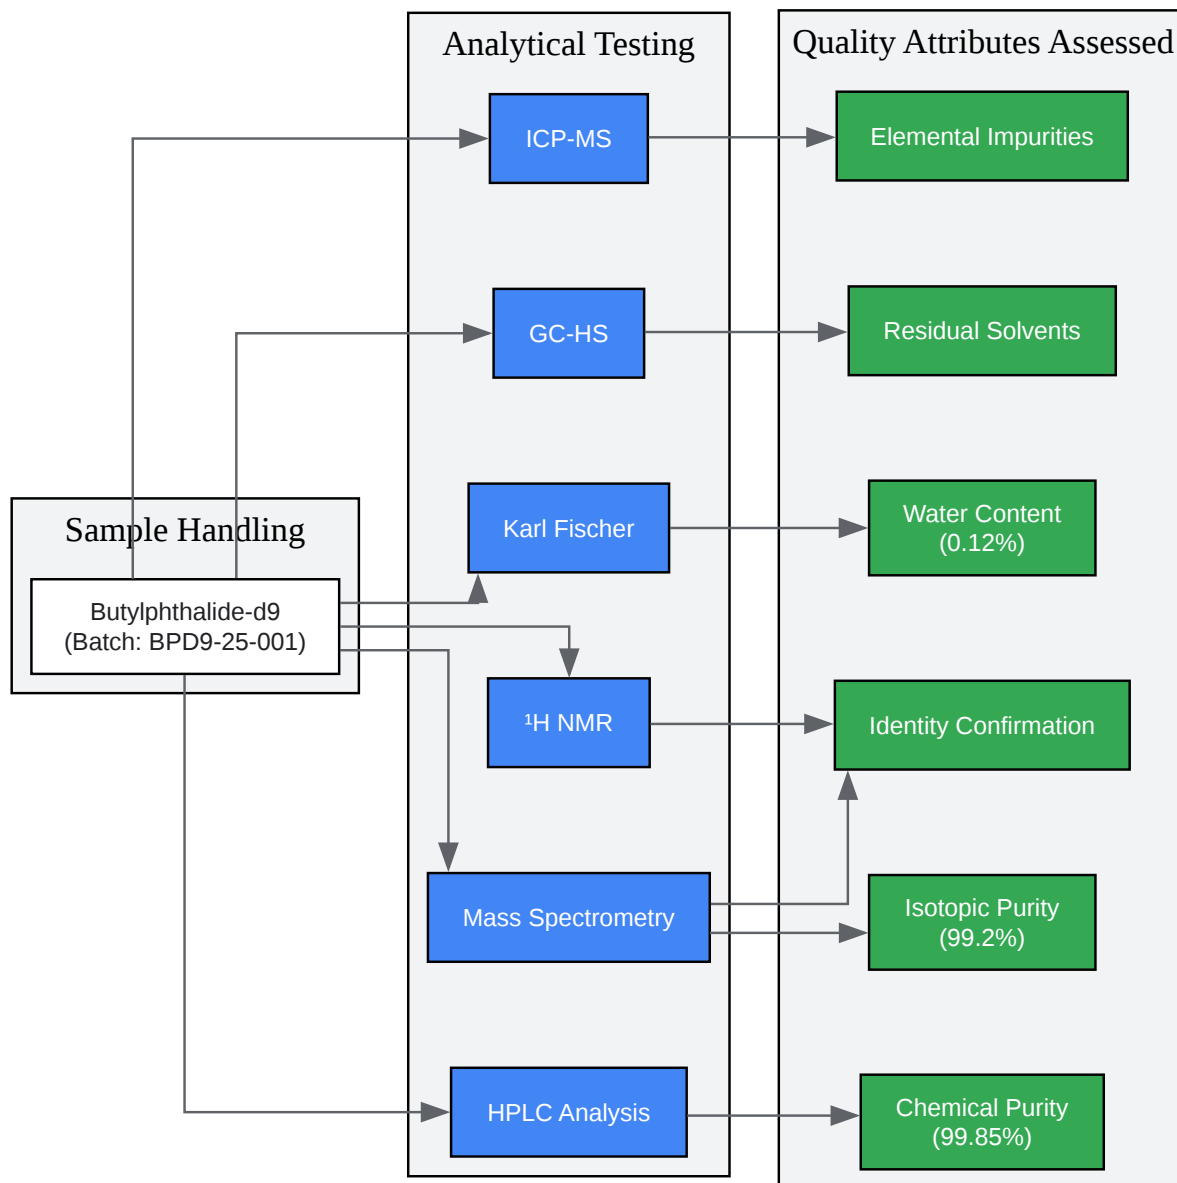 Analytical Testing
Quality Attributes Assessed
ICP-MS
Elemental Impurities
GC-HS
Residual Solvents
Sample Handling
Karl Fischer
Water Content
(0.12%)
Butylphthalide-d9
(Batch: BPD9-25-001)
¹H NMR
Identity Confirmation
Mass Spectrometry
Isotopic Purity
(99.2%)
HPLC Analysis
Chemical Purity
(99.85%)